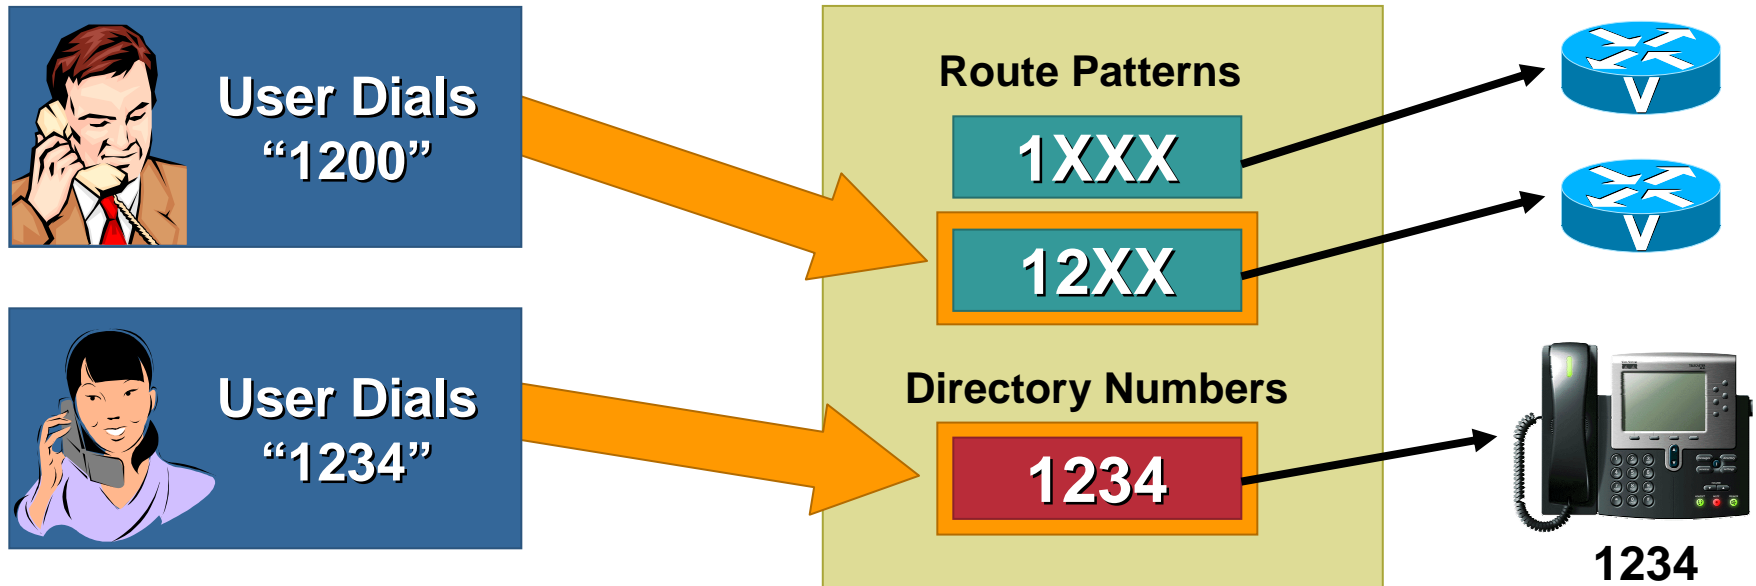 User Dials
“1200”
Route Patterns
1XXX
12XX
V
V
User Dials
“1234”
Directory Numbers
1234
1234